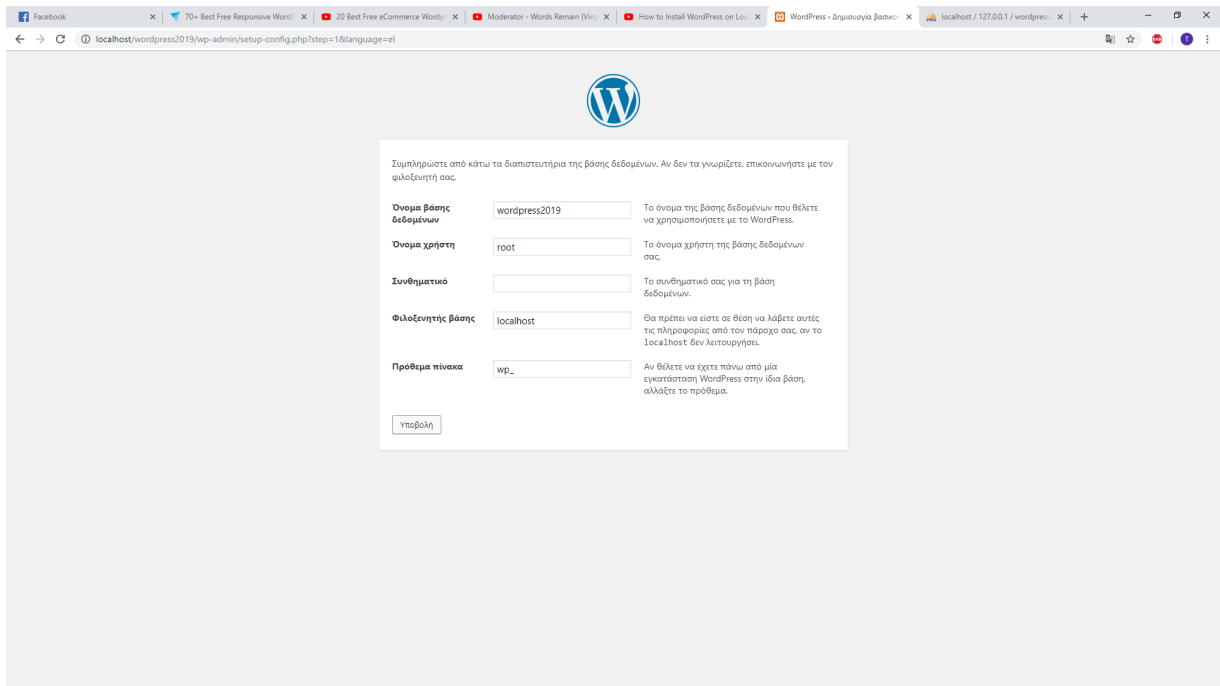 Facebook
70+ Best Free Responsive WordP
20 Best Free eCommerce Wordp
Moderator - Words Remain (Viny
How to Install WordPress on Loc
WordPress › Δημιουργία βασικο
localhost / 127.0.0.1 / wordpress
localhost/wordpress2019/wp-admin/setup-config.php?step=1&language=el
Συμπληρώστε από κάτω τα διαπιστευτήρια της βάσης δεδομένων. Αν δεν τα γνωρίζετε, επικοινωνήστε με τον
φιλοξενητή σας.
Όνομα βάσης
δεδομένων
wordpress2019
Το όνομα της βάσης δεδομένων που θέλετε
να χρησιμοποιήσετε με το WordPress.
Όνομα χρήστη
root
Το όνομα χρήστη της βάσης δεδομένων
σας.
Συνθηματικό
Το συνθηματικό σας για τη βάση
δεδομένων.
Φιλοξενητής βάσης
localhost
Θα πρέπει να είστε σε θέση να λάβετε αυτές
τις πληροφορίες από τον πάροχο σας, αν το
localhost δεν λειτουργήσει.
Πρόθεμα πίνακα
wp_
Αν θέλετε να έχετε πάνω από μία
εγκατάσταση WordPress στην ίδια βάση,
αλλάξτε το πρόθεμα.
Υποβολή